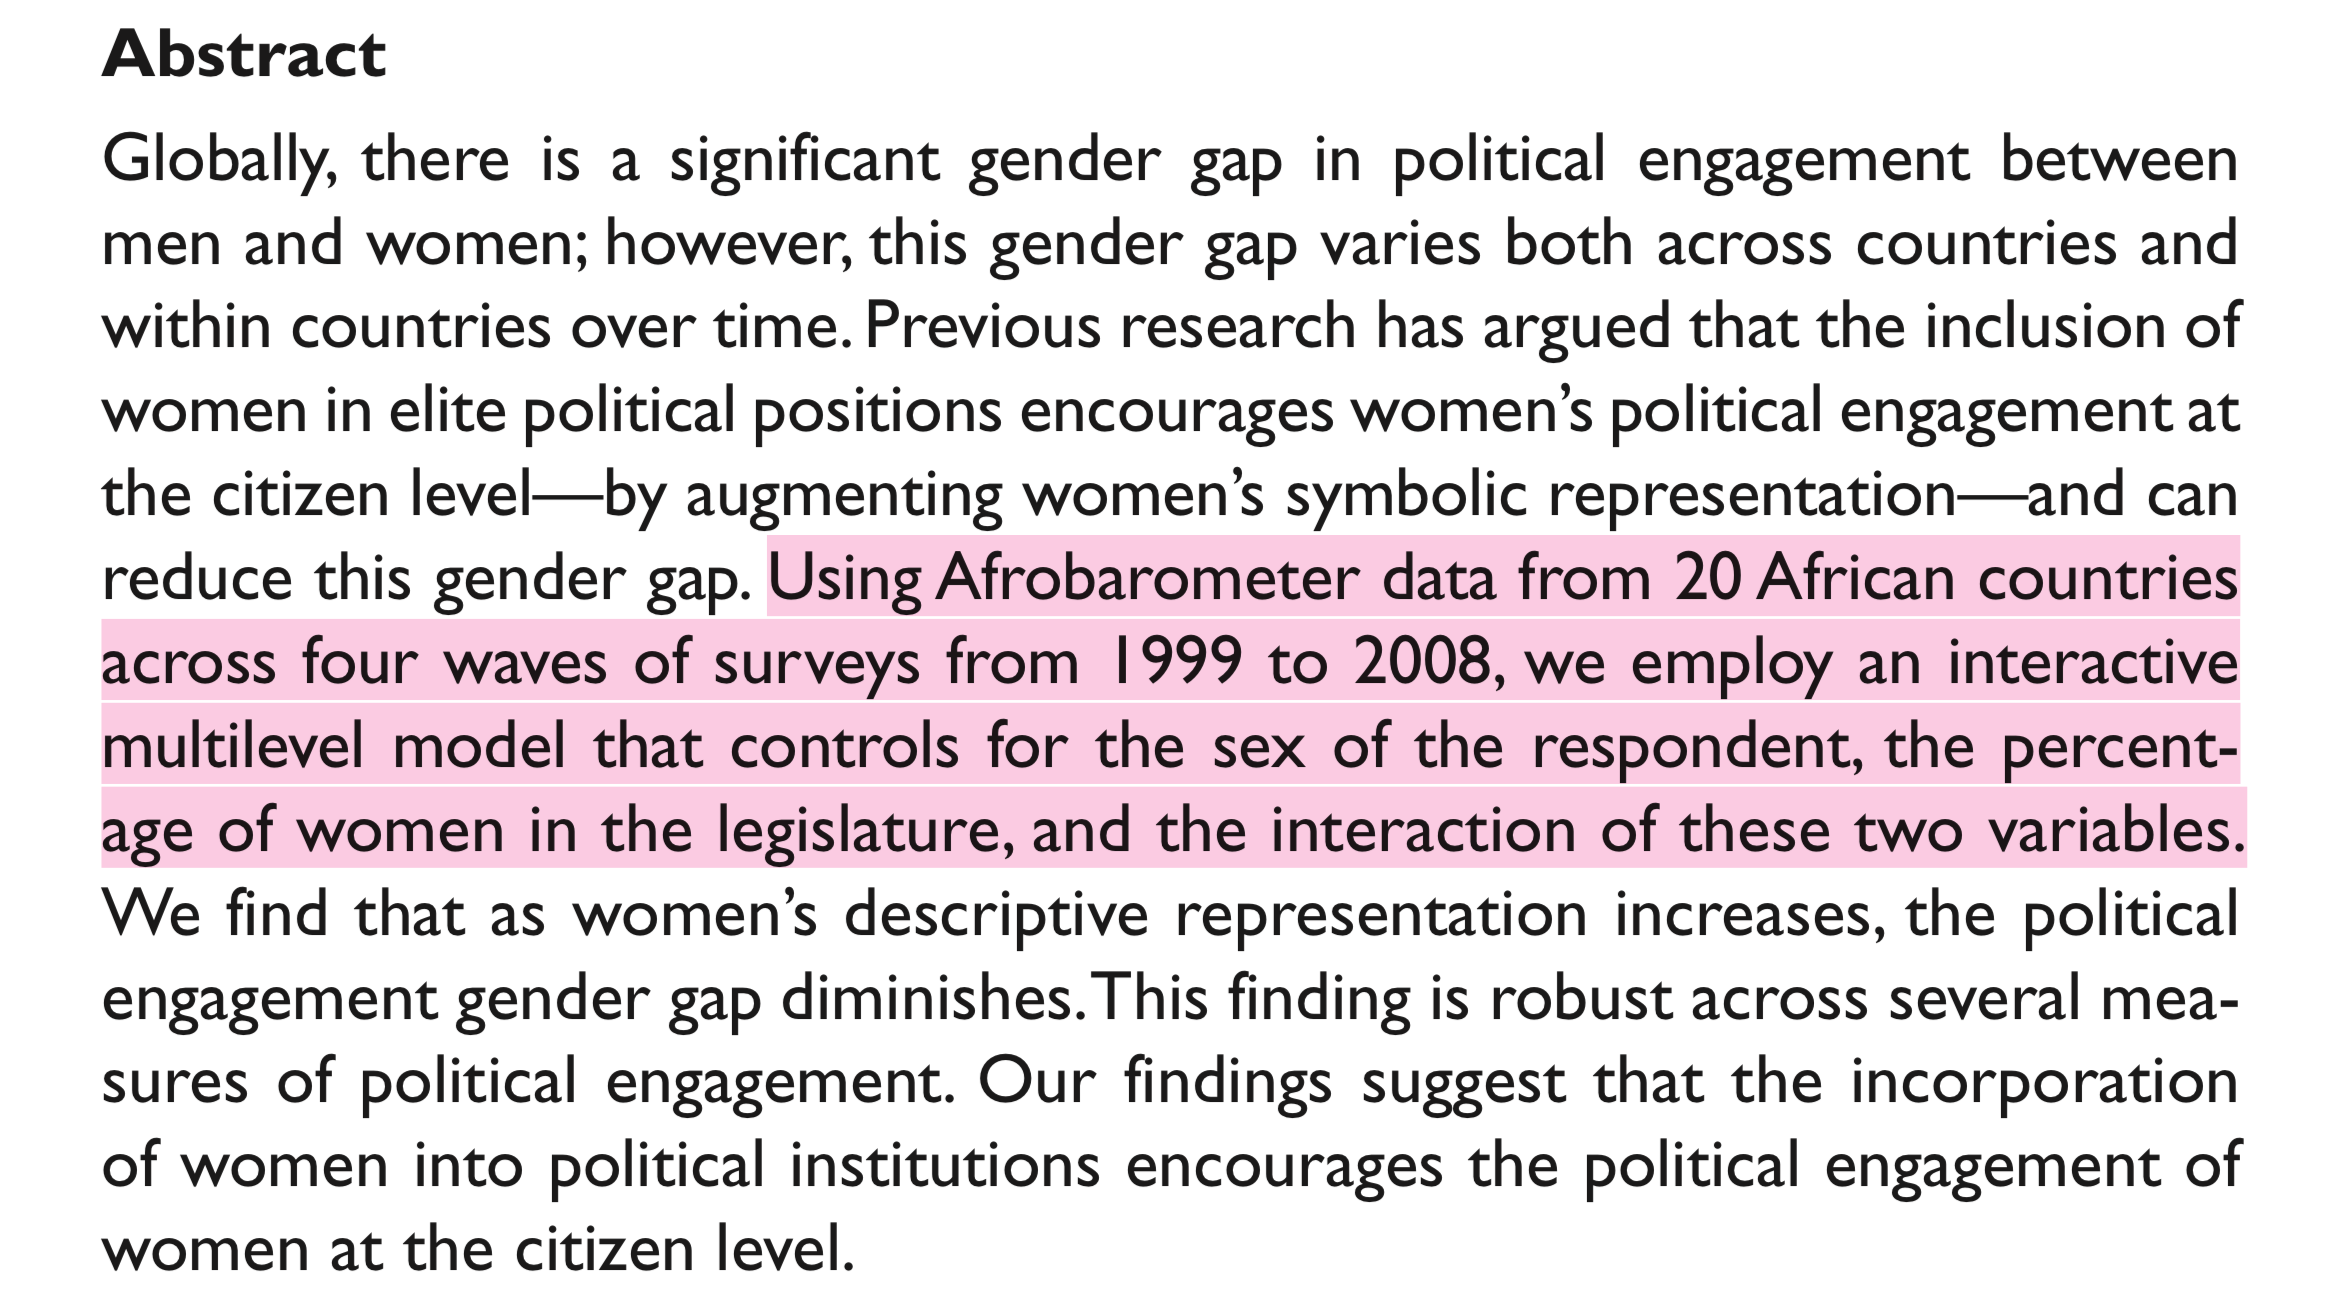 Abstract
Globally, there is a significant gender gap in political engagement between
men and women; however, this gender gap varies both across countries and
within countries over time. Previous research has argued that the inclusion of
women in elite political positions encourages women’s political engagement at
the citizen level—by augmenting women’s symbolic representation—and can
reduce this gender gap. Using Afrobarometer data from 20 African countries
across four waves of surveys from 1999 to 2008, we employ an interactive
multilevel model that controls for the sex of the respondent, the percent-
age of women in the legislature, and the interaction of these two variables.
We find that as women’s descriptive representation increases, the political
engagement gender gap diminishes. This finding is robust across several mea-
sures of political engagement. Our findings suggest that the incorporation
of women into political institutions encourages the political engagement of
women at the citizen level.